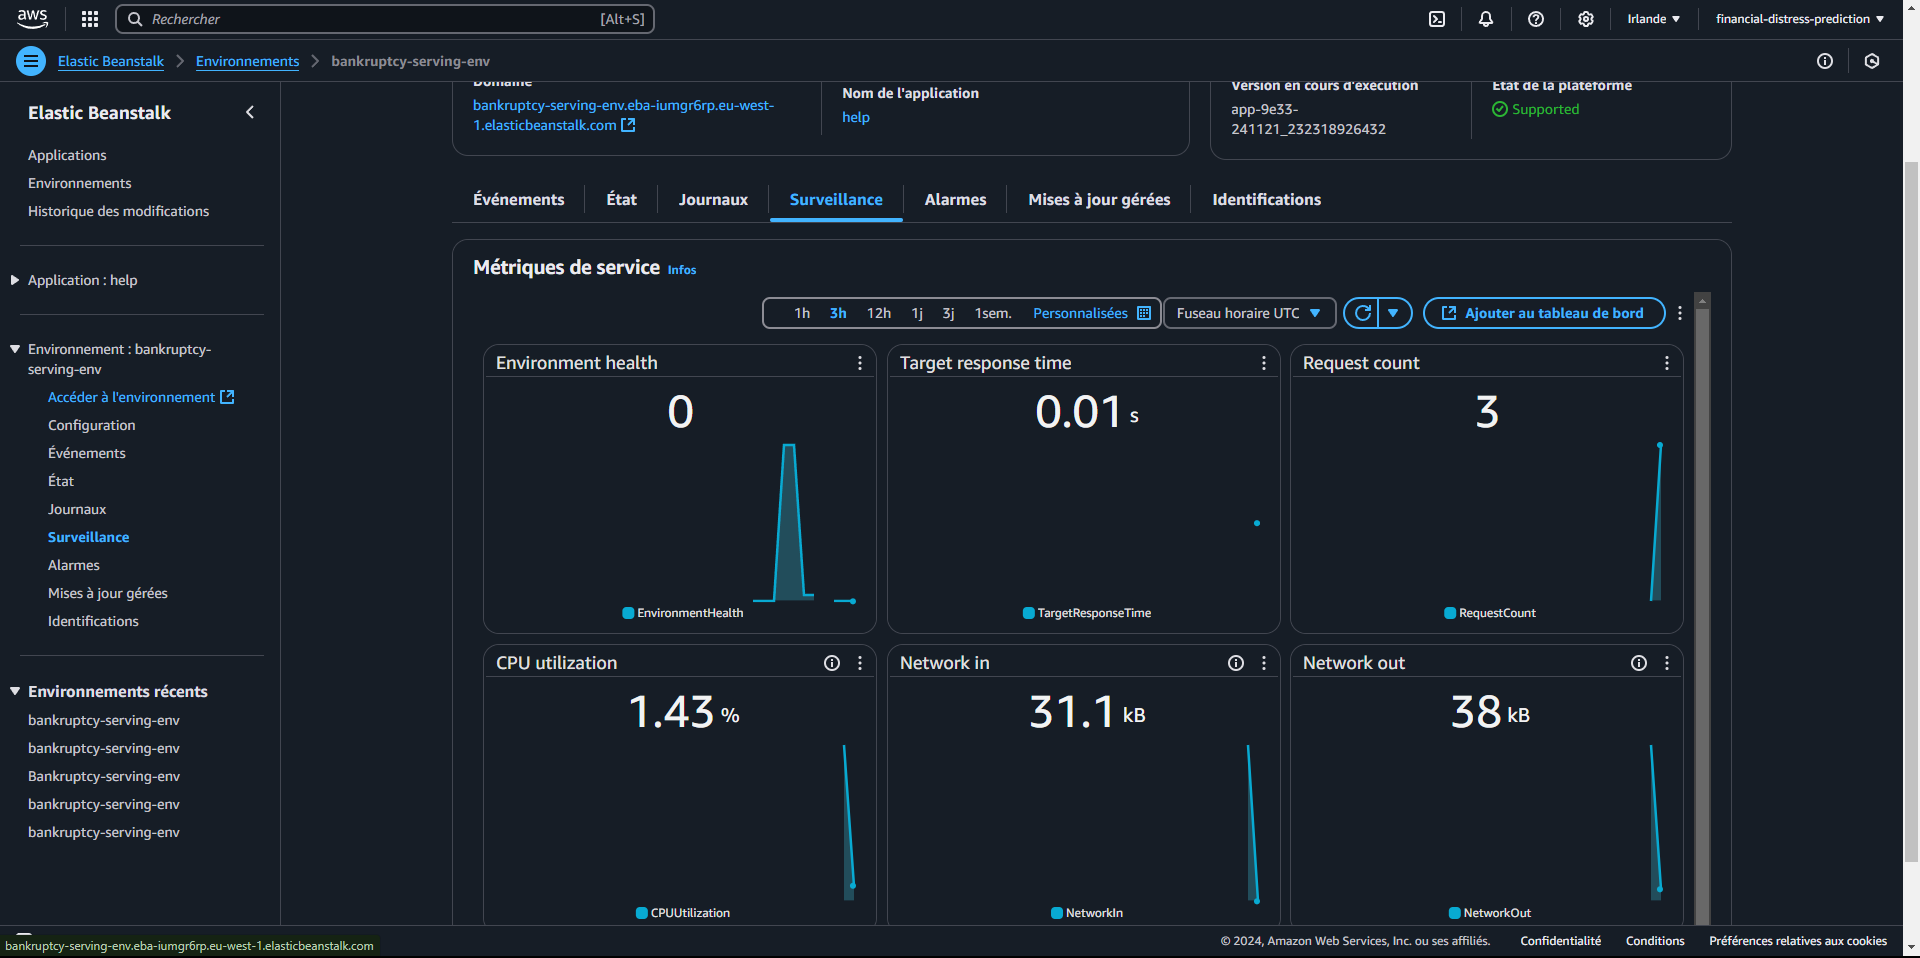 aws
Rechercher
[Alt+S]
Irlande
financial-distress-prediction
Elastic Beanstalk
Environnements
bankruptcy-serving-env
Elastic Beanstalk
Applications
Environnements
Historique des modifications
Application : help
Environnement : bankruptcy-
serving-env
Accéder à l'environnement
Configuration
Événements
État
Journaux
Surveillance
Alarmes
Mises à jour gérées
Identifications
Environnements récents
bankruptcy-serving-env
bankruptcy-serving-env
Bankruptcy-serving-env
bankruptcy-serving-env
bankruptcy-serving-env
Domaine
bankruptcy-serving-env.eba-iumgr6rp.eu-west-
1.elasticbeanstalk.com
Nom de l'application
help
Version en cours d'exécution
app-9e33-
241121_232318926432
État de la plateforme
Supported
Événements
État
Journaux
Surveillance
Alarmes
Mises à jour gérées
Identifications
Métriques de service
Infos
1h
3h
12h
1j
3j
1sem.
Personnalisées
Fuseau horaire UTC
Ajouter au tableau de bord
Environment health
0
EnvironmentHealth
Target response time
0.01 s
TargetResponseTime
Request count
3
RequestCount
CPU utilization
1.43 %
CPUUtilization
Network in
31.1 kB
NetworkIn
Network out
38 kB
NetworkOut
bankruptcy-serving-env.eba-iumgr6rp.eu-west-1.elasticbeanstalk.com
© 2024, Amazon Web Services, Inc. ou ses affiliés.
Confidentialité
Conditions
Préférences relatives aux cookies